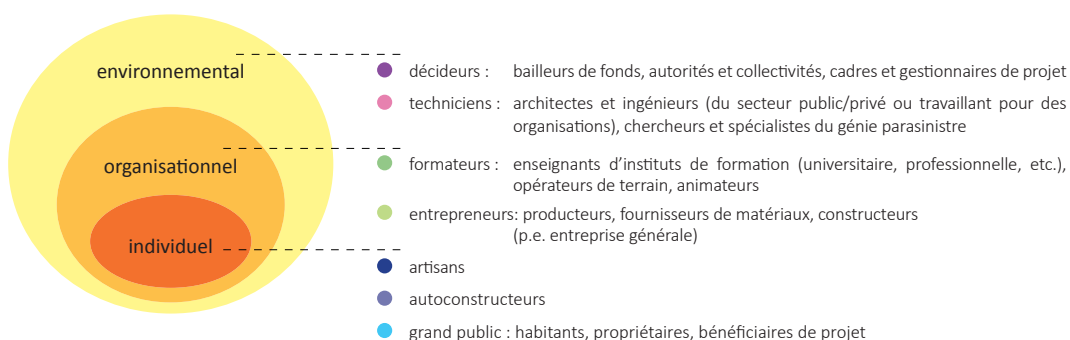 environnemental
organisationnel
individuel
décideurs : bailleurs de fonds, autorités et collectivités, cadres et gestionnaires de projet
techniciens : architectes et ingénieurs (du secteur public/privé ou travaillant pour des
organisations), chercheurs et spécialistes du génie parasinistre
formateurs : enseignants d'instituts de formation (universitaire, professionnelle, etc.),
opérateurs de terrain, animateurs
entrepreneurs: producteurs, fournisseurs de matériaux, constructeurs
(p.e. entreprise générale)
artisans
autoconstructeurs
grand public : habitants, propriétaires, bénéficiaires de projet